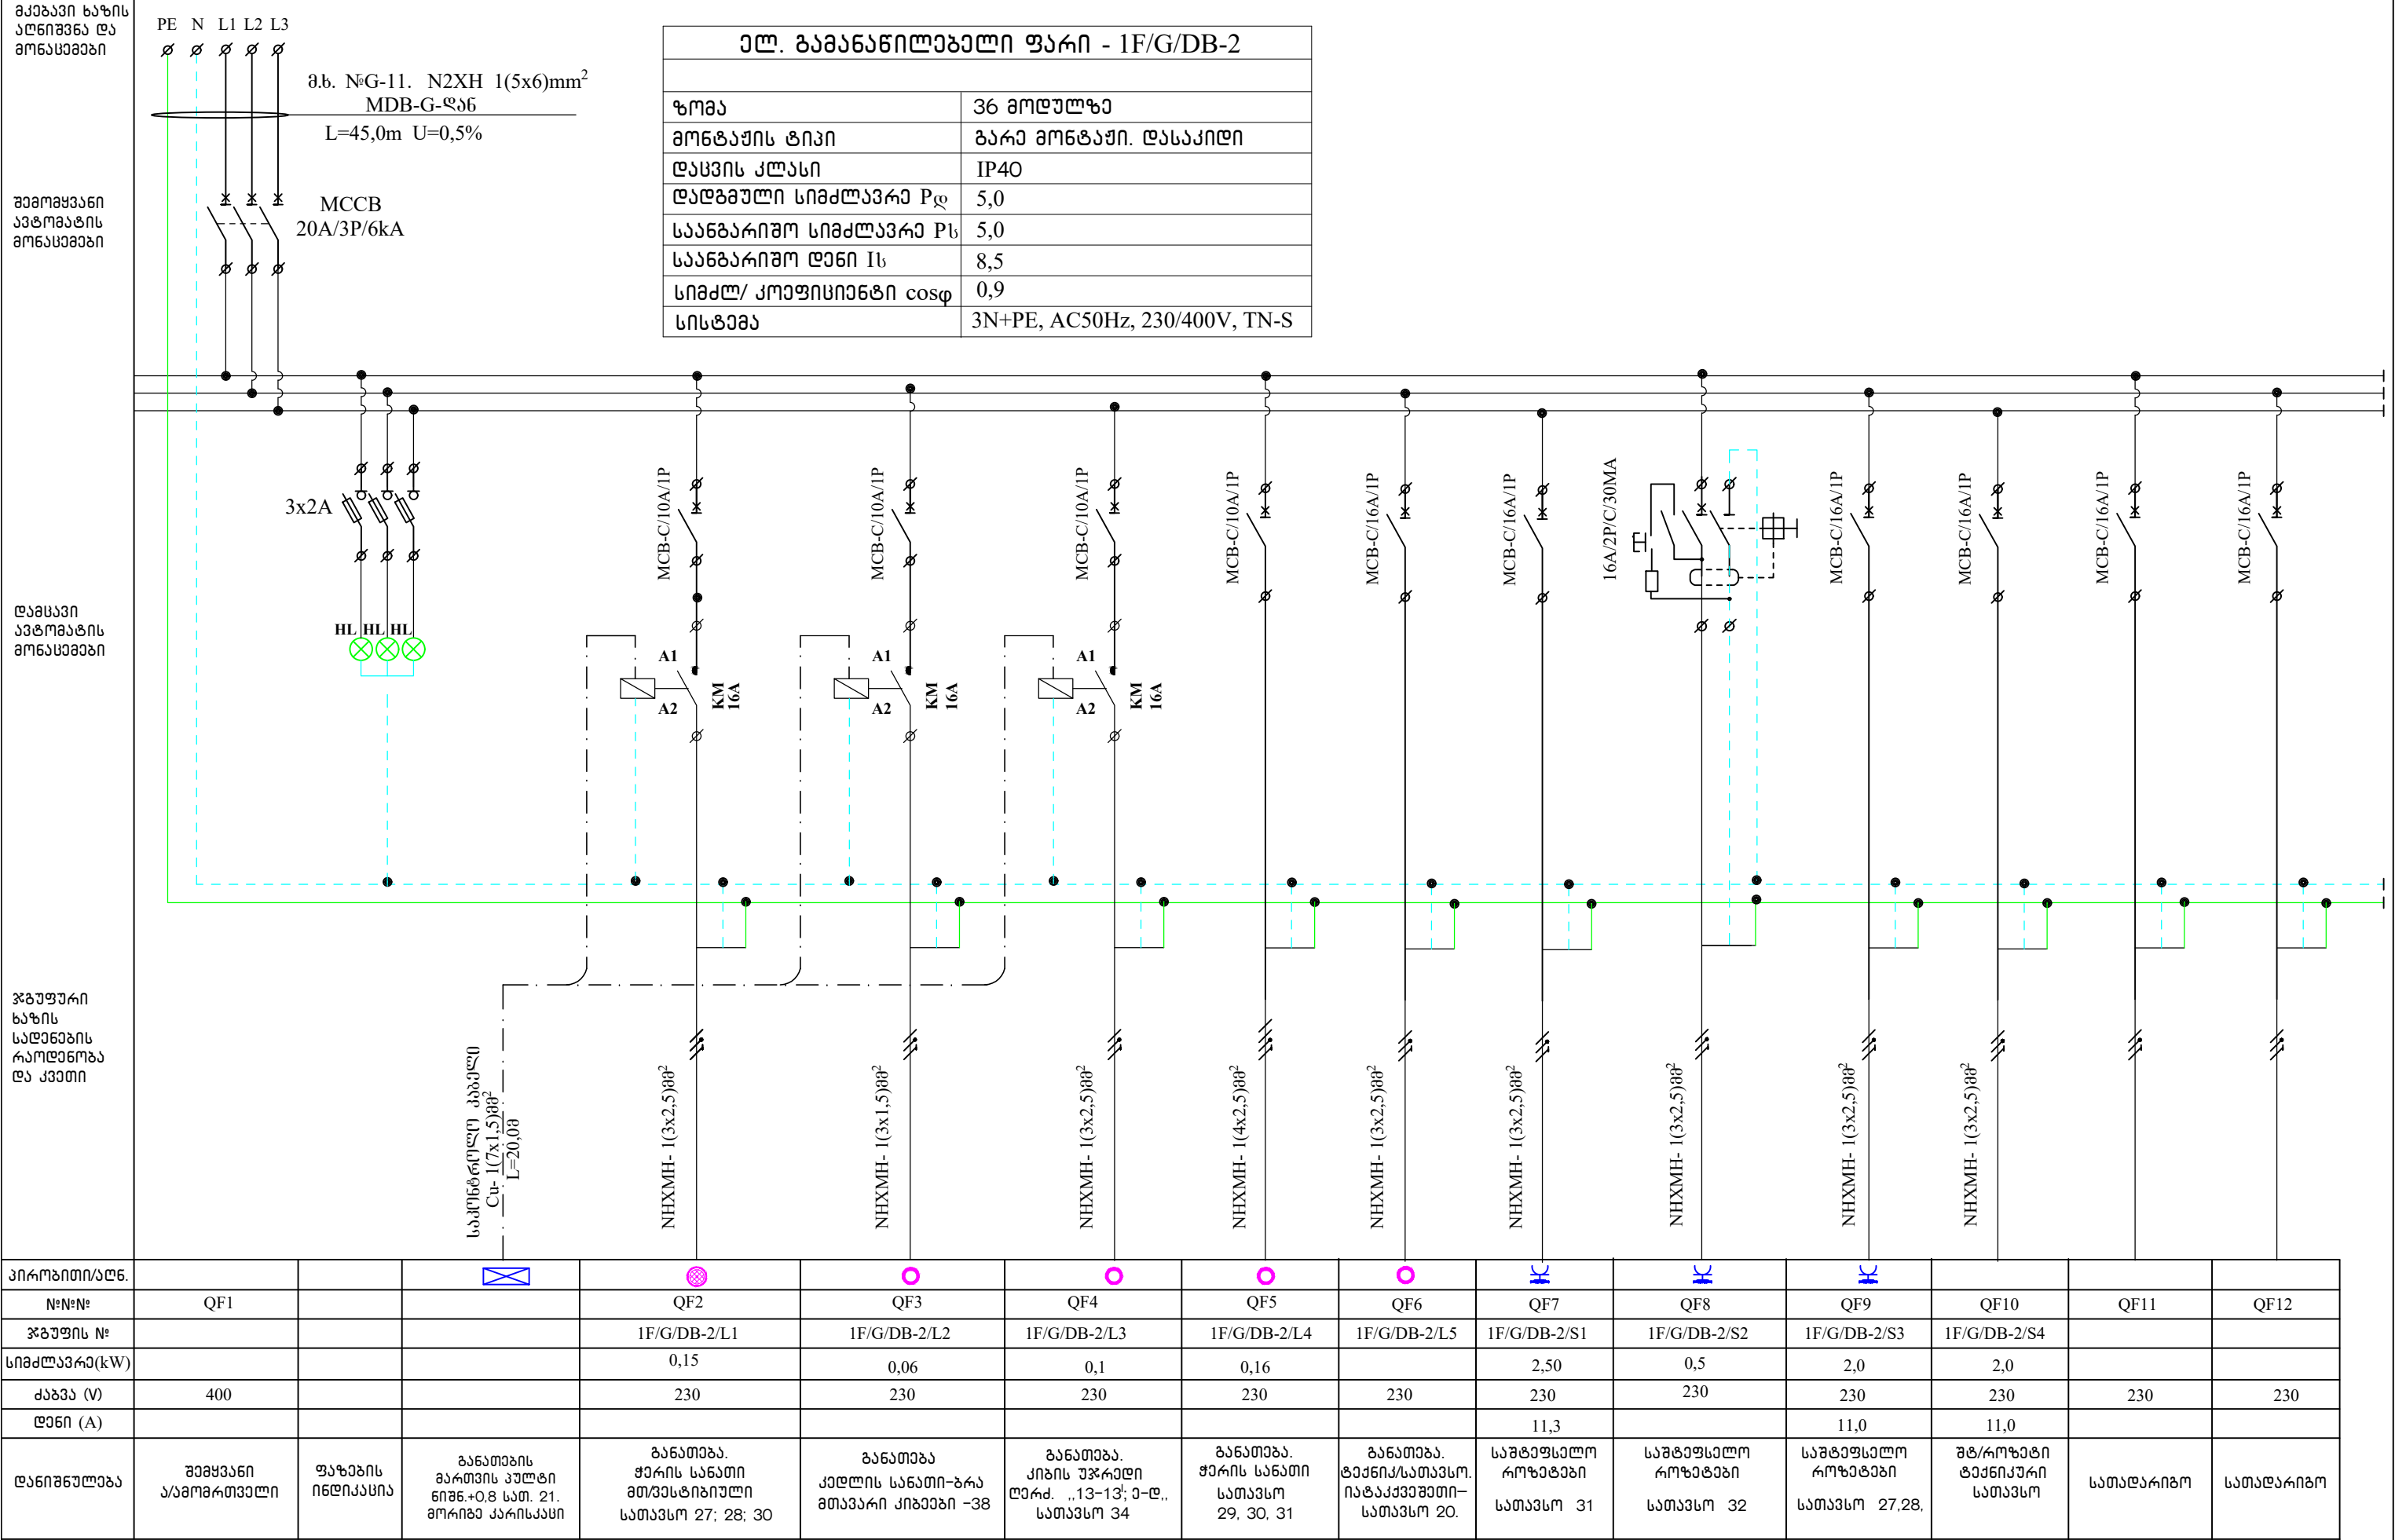 მკვებავი ხაზის
აღნიშვნა და
მონაცემები
PE N L1 L2 L3
მ.ხ. №G-11. N2XH 1(5x6)mm²
MDB-G-დან
L=45,0m U=0,5%
ელ. გამანაწილებელი ფარი - 1F/G/DB-2
ზომა 36 მოდულზე
მონტაჟის ტიპი გარე მონტაჟი. დასაკიდი
დაცვის კლასი IP40
დადგმული სიმძლავრე Pდ 5,0
საანგარიშო სიმძლავრე Pს 5,0
საანგარიშო დენი Iს 8,5
სიმძლ/ კოეფიციენტი cosφ 0,9
სისტემა 3N+PE, AC50Hz, 230/400V, TN-S
შემომყვანი
ავტომატის
მონაცემები
MCCB
20A/3P/6kA
3x2A
MCB-C/10A/1P
MCB-C/10A/1P
MCB-C/10A/1P
MCB-C/10A/1P
MCB-C/16A/1P
MCB-C/16A/1P
16A/2P/C/30MA
MCB-C/16A/1P
MCB-C/16A/1P
MCB-C/16A/1P
MCB-C/16A/1P
დამცავი
ავტომატის
მონაცემები
HL HL HL
A1
A2
KM
16A
A1
A2
KM
16A
A1
A2
KM
16A
ჯგუფური
ხაზის
სადენების
რაოდენობა
და კვეთი
საკონტროლო კაბელი
Cu- 1(7x1,5)მმ²
L=20,0მ
NHXMH- 1(3x2,5)მმ²
NHXMH- 1(3x1,5)მმ²
NHXMH- 1(3x2,5)მმ²
NHXMH- 1(4x2,5)მმ²
NHXMH- 1(3x2,5)მმ²
NHXMH- 1(3x2,5)მმ²
NHXMH- 1(3x2,5)მმ²
NHXMH- 1(3x2,5)მმ²
NHXMH- 1(3x2,5)მმ²
პირობითი/აღნ.
№№№ QF1 QF2 QF3 QF4 QF5 QF6 QF7 QF8 QF9 QF10 QF11 QF12
ჯგუფის № 1F/G/DB-2/L1 1F/G/DB-2/L2 1F/G/DB-2/L3 1F/G/DB-2/L4 1F/G/DB-2/L5 1F/G/DB-2/S1 1F/G/DB-2/S2 1F/G/DB-2/S3 1F/G/DB-2/S4
სიმძლავრე(kW) 0,15 0,06 0,1 0,16 2,50 0,5 2,0 2,0
ძაბვა (V) 400 230 230 230 230 230 230 230 230 230 230 230
დენი (A) 11,3 11,0 11,0
დანიშნულება
შემყვანი
ა/ამომრთველი
ფაზების
ინდიკაცია
განათების
მართვის პულტი
ნიშნ.+0,8 სათ. 21.
მორიგე კარისკაცი
განათება.
ჭერის სანათი
მთ/ვესტიბიული
სათავსო 27; 28; 30
განათება
კედლის სანათი-ბრა
მთავარი კიბეები -38
განათება.
კიბის უჯრედი
ღერძ. ,,13-13ˡ; ე-დ,,
სათავსო 34
განათება.
ჭერის სანათი
სათავსო
29, 30, 31
განათება.
ტექნიკ/სათავსო.
იატაკქვეშეთი-
სათავსო 20.
საშტეფსელო
როზეტები
სათავსო 31
საშტეფსელო
როზეტები
სათავსო 32
საშტეფსელო
როზეტები
სათავსო 27,28,
შტ/როზეტი
ტექნიკური
სათავსო
სათადარიგო
სათადარიგო